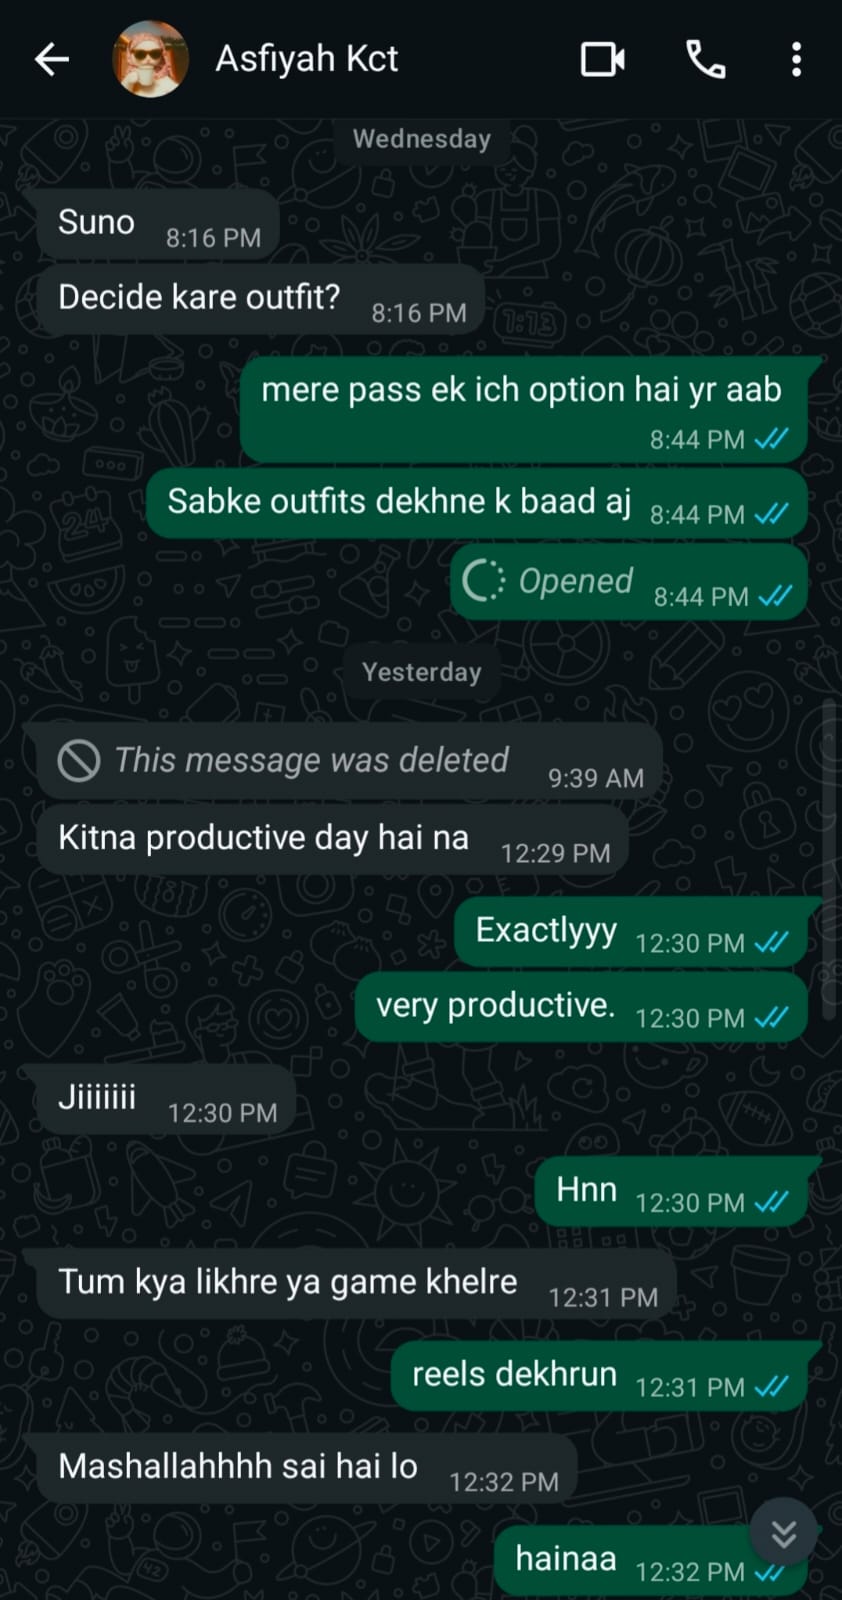 Asfiyah Kct
Wednesday
Suno 8:16 PM
Decide kare outfit? 8:16 PM
mere pass ek ich option hai yr aab
8:44 PM
Sabke outfits dekhne k baad aj 8:44 PM
Opened 8:44 PM
Yesterday
This message was deleted 9:39 AM
Kitna productive day hai na 12:29 PM
Exactlyyy 12:30 PM
very productive. 12:30 PM
Jiiiiiii 12:30 PM
Hnn 12:30 PM
Tum kya likhre ya game khelre 12:31 PM
reels dekhrun 12:31 PM
Mashallahhhh sai hai lo 12:32 PM
hainaa 12:32 PM